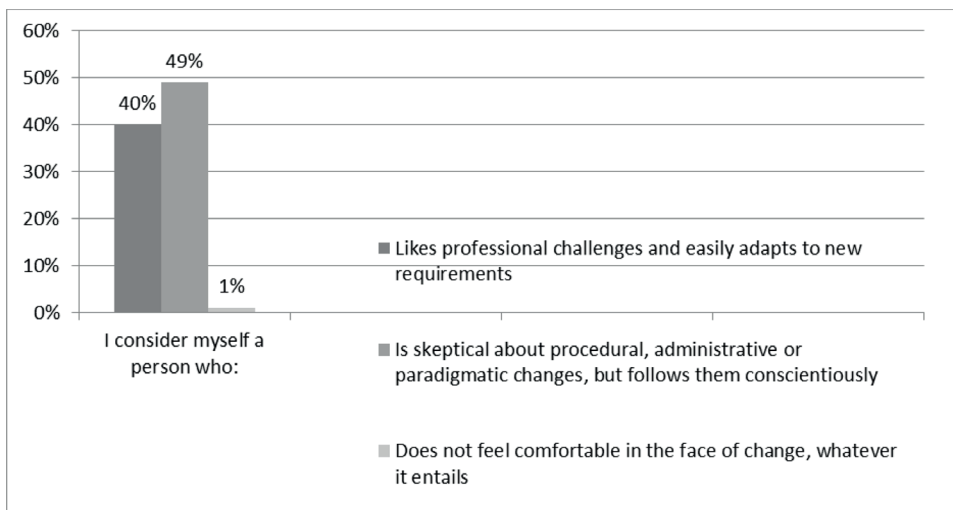 60%
50%
40%
30%
20%
10%
0%
40%
49%
1%
I consider myself a
person who:
Likes professional challenges and easily adapts to new
requirements
Is skeptical about procedural, administrative or
paradigmatic changes, but follows them conscientiously
Does not feel comfortable in the face of change, whatever
it entails